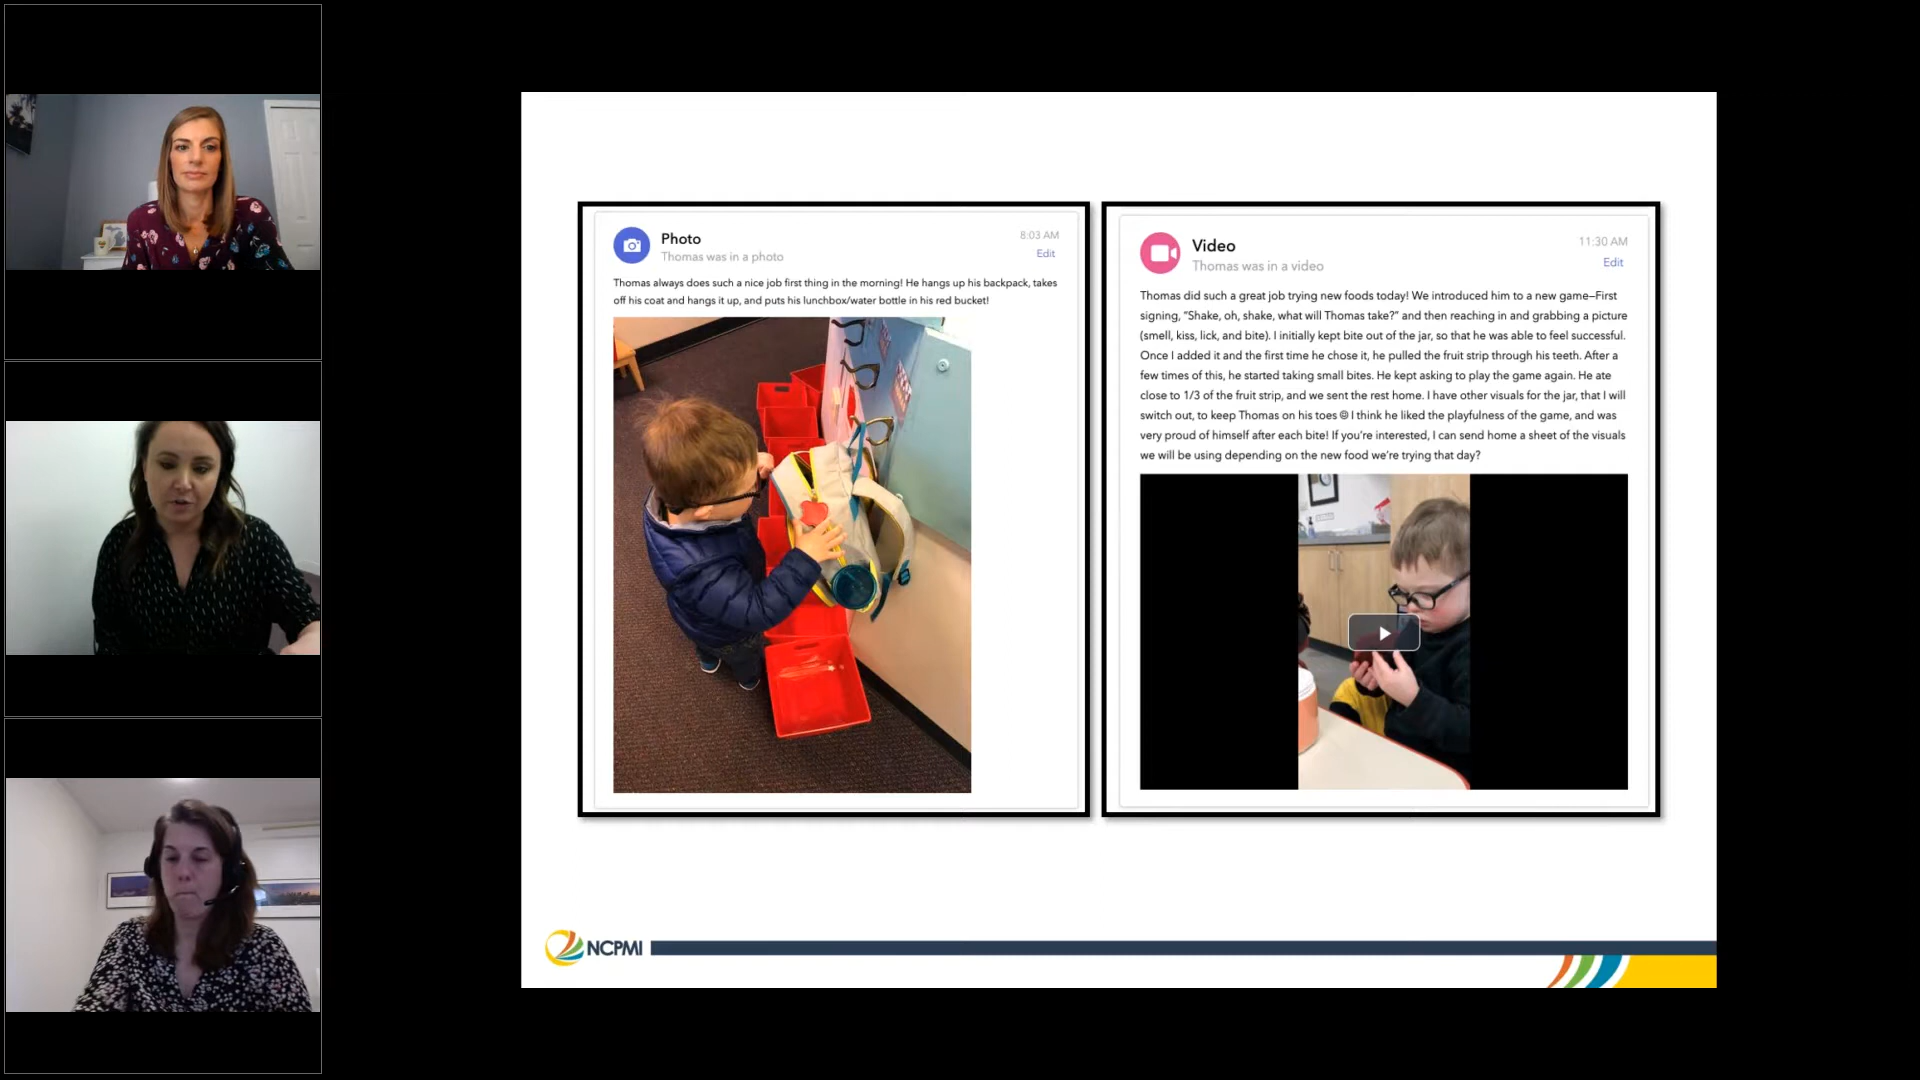 Photo
8:03 AM
Thomas was in a photo
Edit
Thomas always does such a nice job first thing in the morning! He hangs up his backpack, takes
off his coat and hangs it up, and puts his lunchbox/water bottle in his red bucket!
Video
11:30 AM
Thomas was in a video
Edit
Thomas did such a great job trying new foods today! We introduced him to a new game–First
signing, “Shake, oh, shake, what will Thomas take?” and then reaching in and grabbing a picture
(smell, kiss, lick, and bite). I initially kept bite out of the jar, so that he was able to feel successful.
Once I added it and the first time he chose it, he pulled the fruit strip through his teeth. After a
few times of this, he started taking small bites. He kept asking to play the game again. He ate
close to 1/3 of the fruit strip, and we sent the rest home. I have other visuals for the jar, that I will
switch out, to keep Thomas on his toes ☺ I think he liked the playfulness of the game, and was
very proud of himself after each bite! If you’re interested, I can send home a sheet of the visuals
we will be using depending on the new food we’re trying that day?
NCPMI